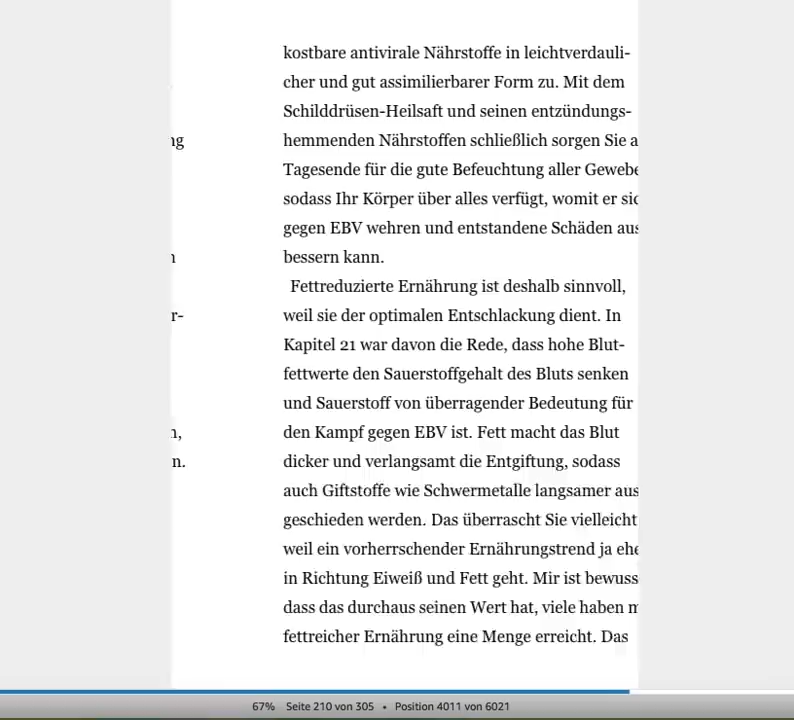 kostbare antivirale Nährstoffe in leichtverdauli-
cher und gut assimilierbarer Form zu. Mit dem
Schilddrüsen-Heilsaft und seinen entzündungs-
ng
hemmenden Nährstoffen schließlich sorgen Sie a
Tagesende für die gute Befeuchtung aller Gewebe
sodass Ihr Körper über alles verfügt, womit er sic
gegen EBV wehren und entstandene Schäden aus
bessern kann.
Fettreduzierte Ernährung ist deshalb sinnvoll,
r-
weil sie der optimalen Entschlackung dient. In
Kapitel 21 war davon die Rede, dass hohe Blut-
fettwerte den Sauerstoffgehalt des Bluts senken
und Sauerstoff von überragender Bedeutung für
den Kampf gegen EBV ist. Fett macht das Blut
n.
dicker und verlangsamt die Entgiftung, sodass
auch Giftstoffe wie Schwermetalle langsamer aus
geschieden werden. Das überrascht Sie vielleicht
weil ein vorherrschender Ernährungstrend ja ehe
in Richtung Eiweiß und Fett geht. Mir ist bewuss
dass das durchaus seinen Wert hat, viele haben m
fettreicher Ernährung eine Menge erreicht. Das
67% Seite 210 von 305 • Position 4011 von 6021